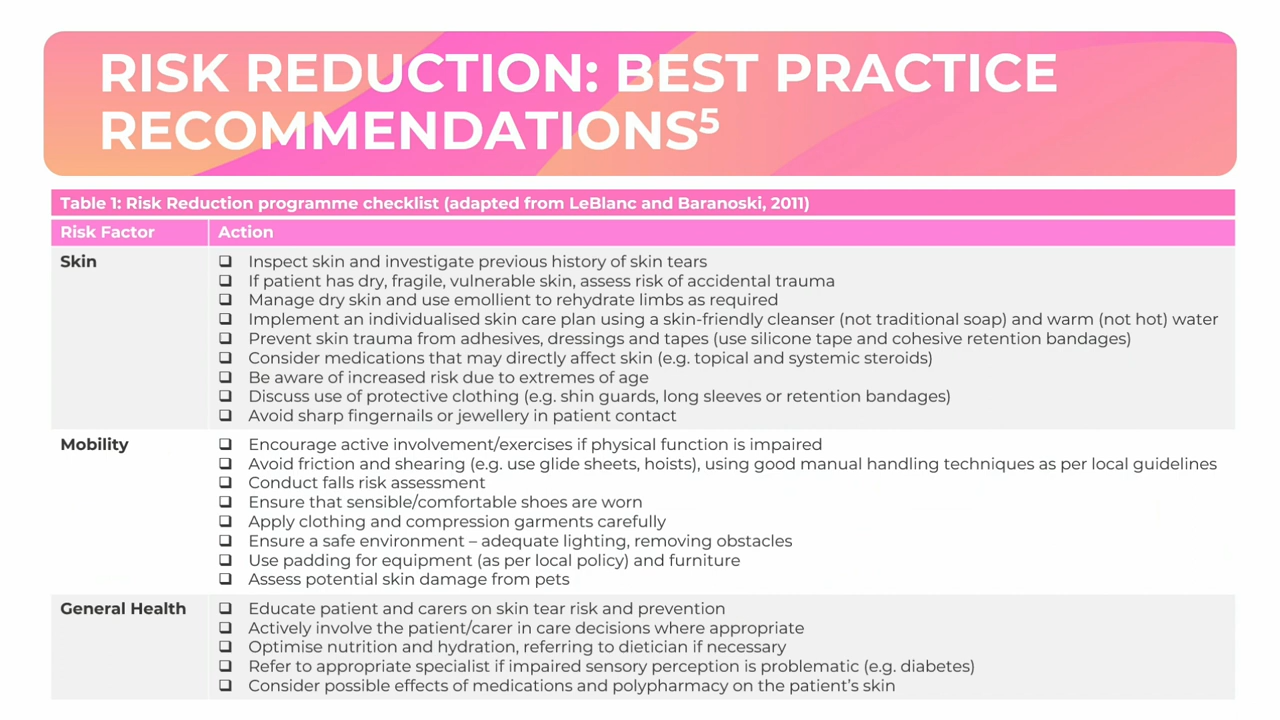 RISK REDUCTION: BEST PRACTICE
RECOMMENDATIONS⁵
Table 1: Risk Reduction programme checklist (adapted from LeBlanc and Baranoski, 2011)
Risk Factor Action
Skin
❑ Inspect skin and investigate previous history of skin tears
❑ If patient has dry, fragile, vulnerable skin, assess risk of accidental trauma
❑ Manage dry skin and use emollient to rehydrate limbs as required
❑ Implement an individualised skin care plan using a skin-friendly cleanser (not traditional soap) and warm (not hot) water
❑ Prevent skin trauma from adhesives, dressings and tapes (use silicone tape and cohesive retention bandages)
❑ Consider medications that may directly affect skin (e.g. topical and systemic steroids)
❑ Be aware of increased risk due to extremes of age
❑ Discuss use of protective clothing (e.g. shin guards, long sleeves or retention bandages)
❑ Avoid sharp fingernails or jewellery in patient contact
Mobility
❑ Encourage active involvement/exercises if physical function is impaired
❑ Avoid friction and shearing (e.g. use glide sheets, hoists), using good manual handling techniques as per local guidelines
❑ Conduct falls risk assessment
❑ Ensure that sensible/comfortable shoes are worn
❑ Apply clothing and compression garments carefully
❑ Ensure a safe environment – adequate lighting, removing obstacles
❑ Use padding for equipment (as per local policy) and furniture
❑ Assess potential skin damage from pets
General Health
❑ Educate patient and carers on skin tear risk and prevention
❑ Actively involve the patient/carer in care decisions where appropriate
❑ Optimise nutrition and hydration, referring to dietician if necessary
❑ Refer to appropriate specialist if impaired sensory perception is problematic (e.g. diabetes)
❑ Consider possible effects of medications and polypharmacy on the patient's skin